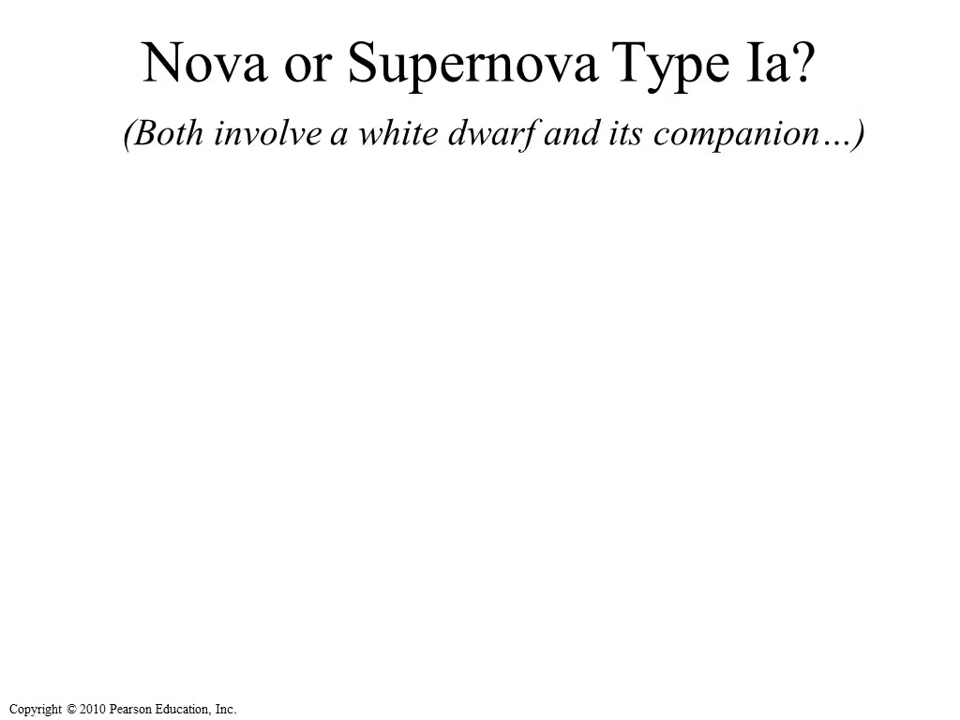 Nova or Supernova Type Ia?
(Both involve a white dwarf and its companion…)
Copyright © 2010 Pearson Education, Inc.